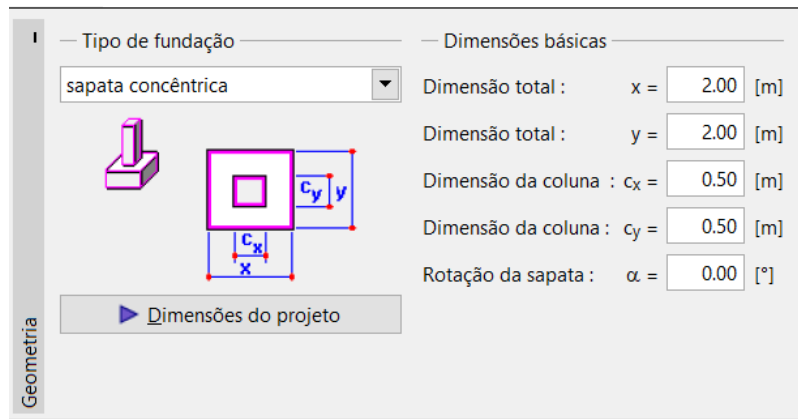 Tipo de fundação
sapata concêntrica
cy y
cx
x
Dimensões do projeto
Dimensões básicas
Dimensão total : x = 2.00 [m]
Dimensão total : y = 2.00 [m]
Dimensão da coluna : cx = 0.50 [m]
Dimensão da coluna : cy = 0.50 [m]
Rotação da sapata : α = 0.00 [°]
Geometria